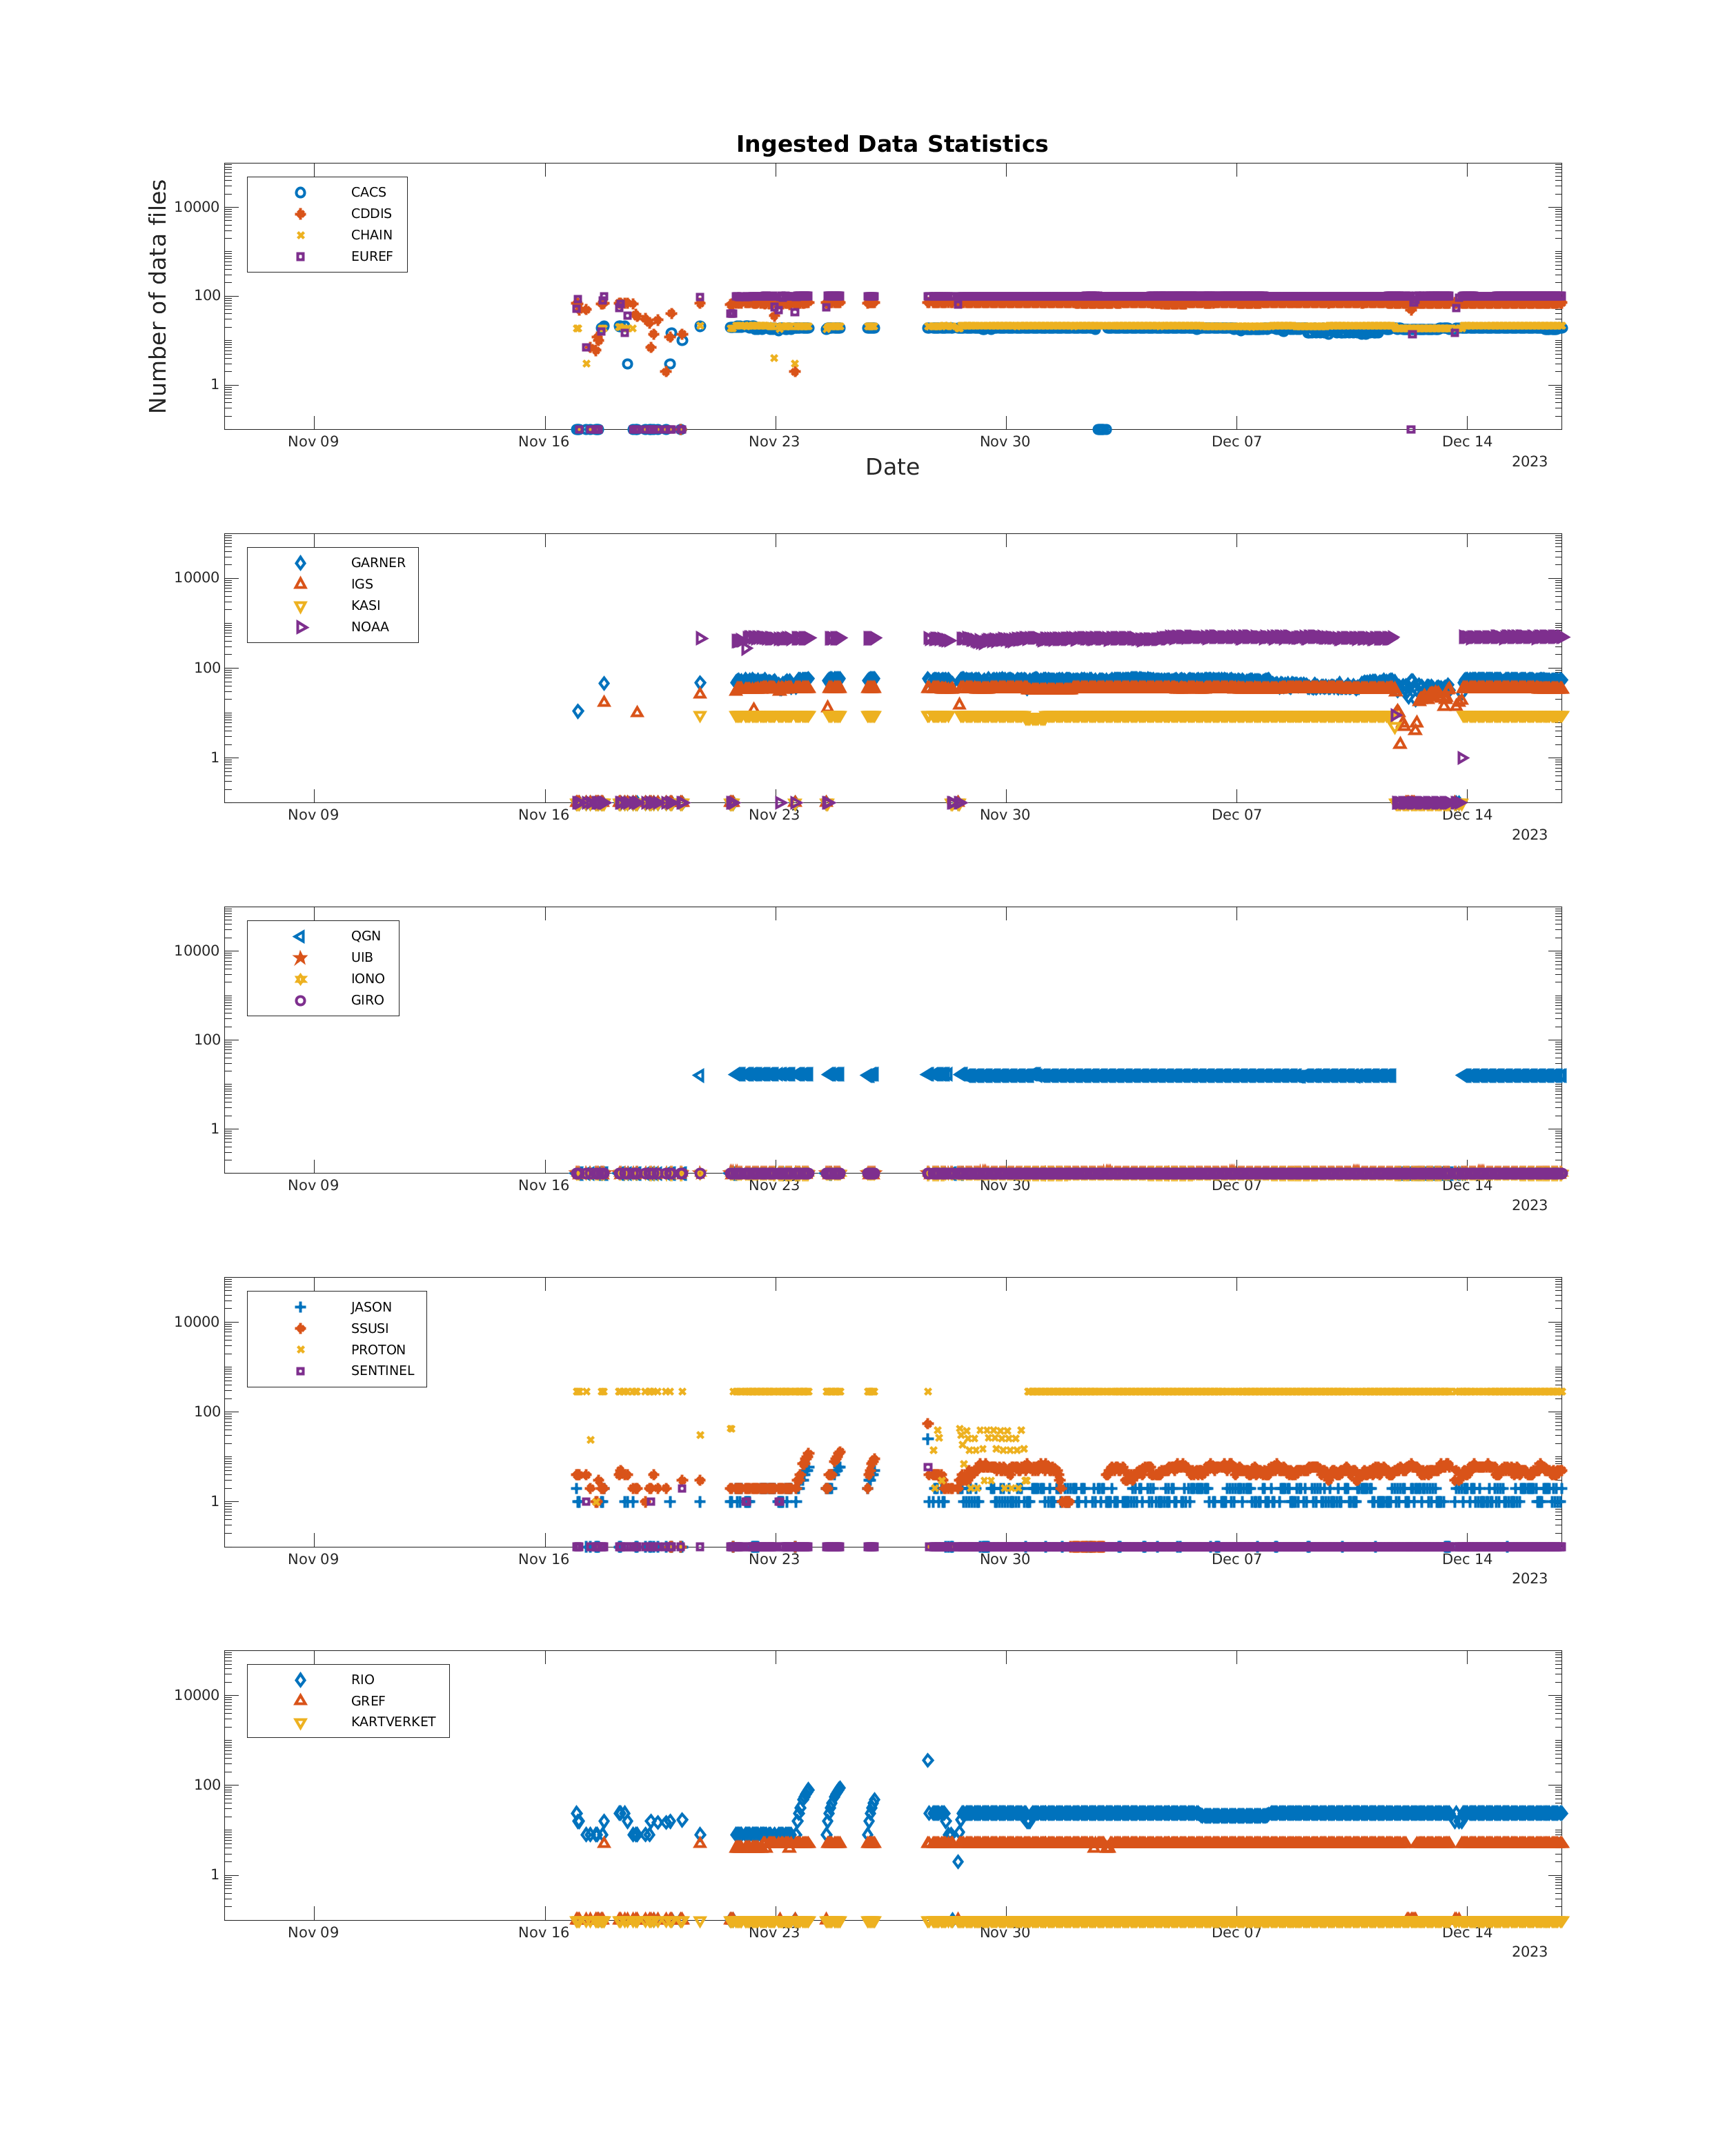 Ingested Data Statistics
Number of data files
10000
100
1
CACS
CDDIS
CHAIN
EUREF
Nov 09
Nov 16
Nov 23
Nov 30
Dec 07
Dec 14
2023
Date
10000
100
1
GARNER
IGS
KASI
NOAA
Nov 09
Nov 16
Nov 23
Nov 30
Dec 07
Dec 14
2023
10000
100
1
QGN
UIB
IONO
GIRO
Nov 09
Nov 16
Nov 23
Nov 30
Dec 07
Dec 14
2023
10000
100
1
JASON
SSUSI
PROTON
SENTINEL
Nov 09
Nov 16
Nov 23
Nov 30
Dec 07
Dec 14
2023
10000
100
1
RIO
GREF
KARTVERKET
Nov 09
Nov 16
Nov 23
Nov 30
Dec 07
Dec 14
2023